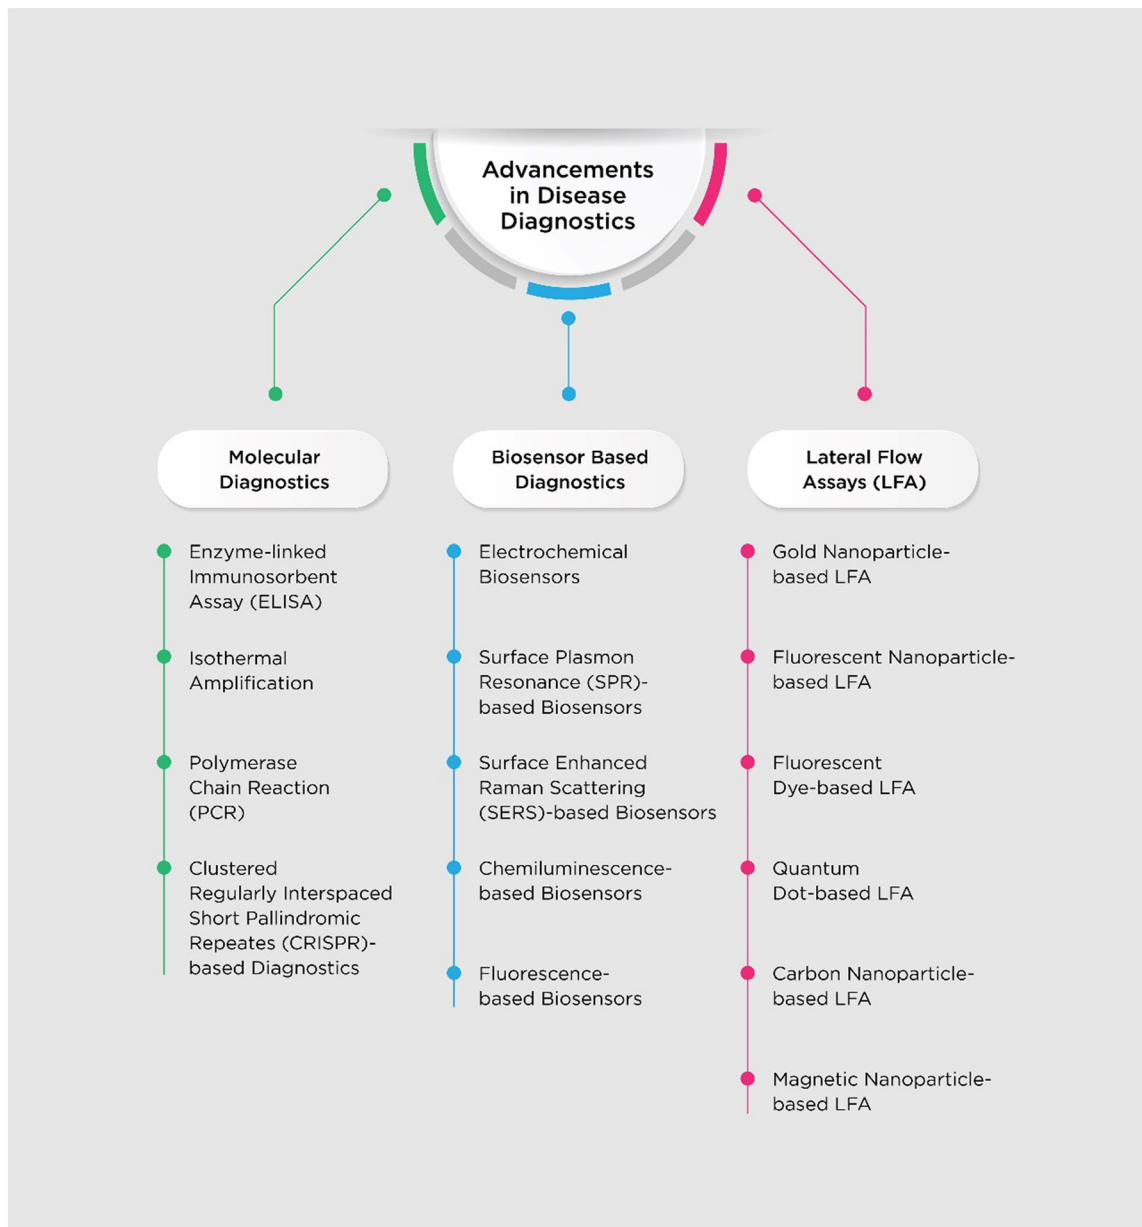 Advancements
in Disease
Diagnostics
Molecular
Diagnostics
Enzyme-linked
Immunosorbent
Assay (ELISA)
Isothermal
Amplification
Polymerase
Chain Reaction
(PCR)
Clustered
Regularly Interspaced
Short Pallindromic
Repeates (CRISPR)-
based Diagnostics
Biosensor Based
Diagnostics
Electrochemical
Biosensors
Surface Plasmon
Resonance (SPR)-
based Biosensors
Surface Enhanced
Raman Scattering
(SERS)-based Biosensors
Chemiluminescence-
based Biosensors
Fluorescence-
based Biosensors
Lateral Flow
Assays (LFA)
Gold Nanoparticle-
based LFA
Fluorescent Nanoparticle-
based LFA
Fluorescent
Dye-based LFA
Quantum
Dot-based LFA
Carbon Nanoparticle-
based LFA
Magnetic Nanoparticle-
based LFA